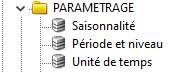 PARAMETRAGE
Saisonnalité
Période et niveau
Unité de temps